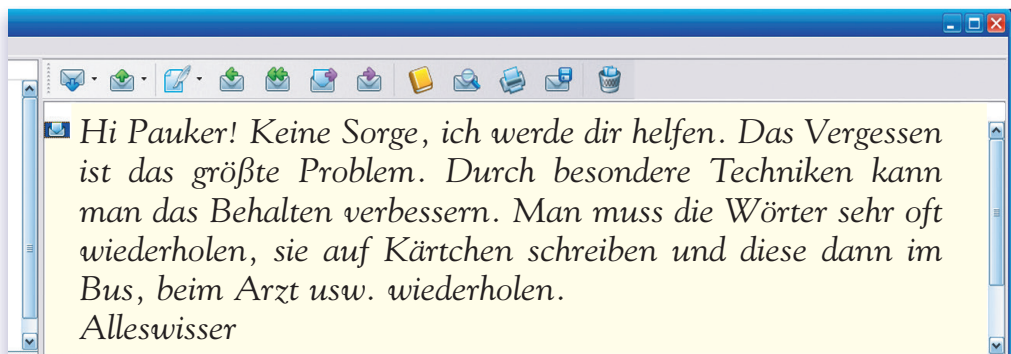 Hi Pauker! Keine Sorge, ich werde dir helfen. Das Vergessen
ist das größte Problem. Durch besondere Techniken kann
man das Behalten verbessern. Man muss die Wörter sehr oft
wiederholen, sie auf Kärtchen schreiben und diese dann im
Bus, beim Arzt usw. wiederholen.
Alleswisser